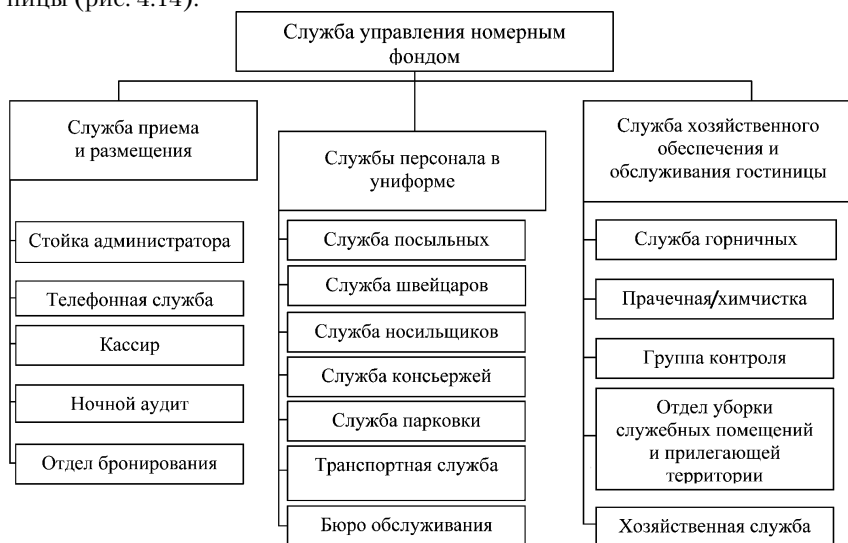 ницы (рис. 4.14).
Служба управления номерным
фондом
Служба приема
и размещения
Стойка администратора
Телефонная служба
Кассир
Ночной аудит
Отдел бронирования
Службы персонала в
униформе
Служба посыльных
Служба швейцаров
Служба носильщиков
Служба консьержей
Служба парковки
Транспортная служба
Бюро обслуживания
Служба хозяйственного
обеспечения и
обслуживания гостиницы
Служба горничных
Прачечная/химчистка
Группа контроля
Отдел уборки
служебных помещений
и прилегающей
территории
Хозяйственная служба